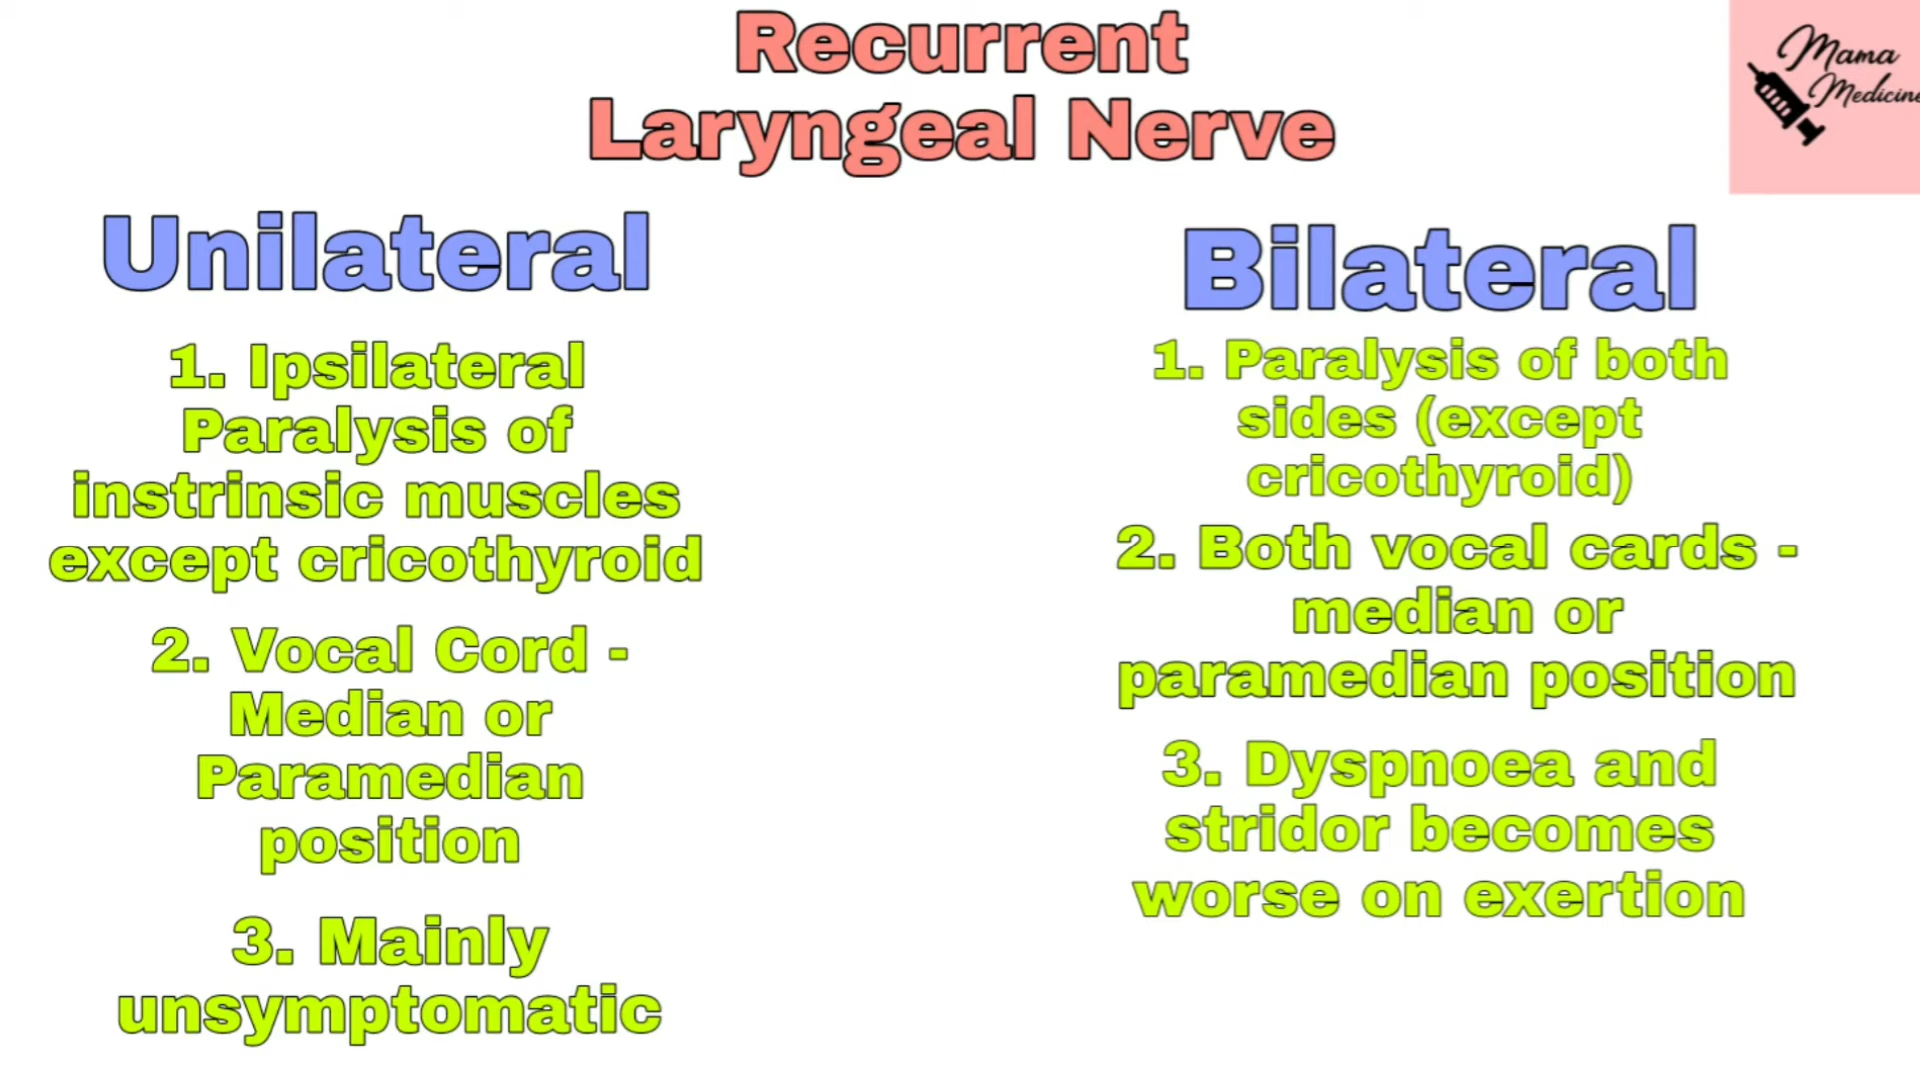 Recurrent
Laryngeal Nerve
Mama
Medicine
Unilateral
1. Ipsilateral
Paralysis of
instrinsic muscles
except cricothyroid
2. Vocal Cord -
Median or
Paramedian
position
3. Mainly
unsymptomatic
Bilateral
1. Paralysis of both
sides (except
cricothyroid)
2. Both vocal cards -
median or
paramedian position
3. Dyspnoea and
stridor becomes
worse on exertion